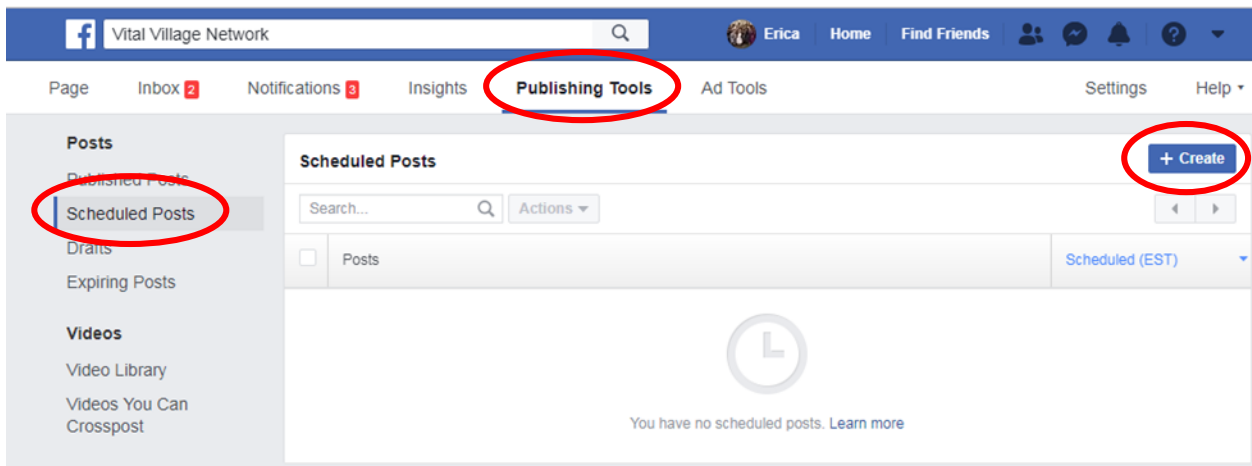 f Vital Village Network Erica Home Find Friends
Page Inbox 2 Notifications 3 Insights Publishing Tools Ad Tools Settings Help
Posts
Published Posts
Scheduled Posts
Drafts
Expiring Posts
Videos
Video Library
Videos You Can
Crosspost
Scheduled Posts + Create
Search... Actions
Posts Scheduled (EST)
You have no scheduled posts. Learn more